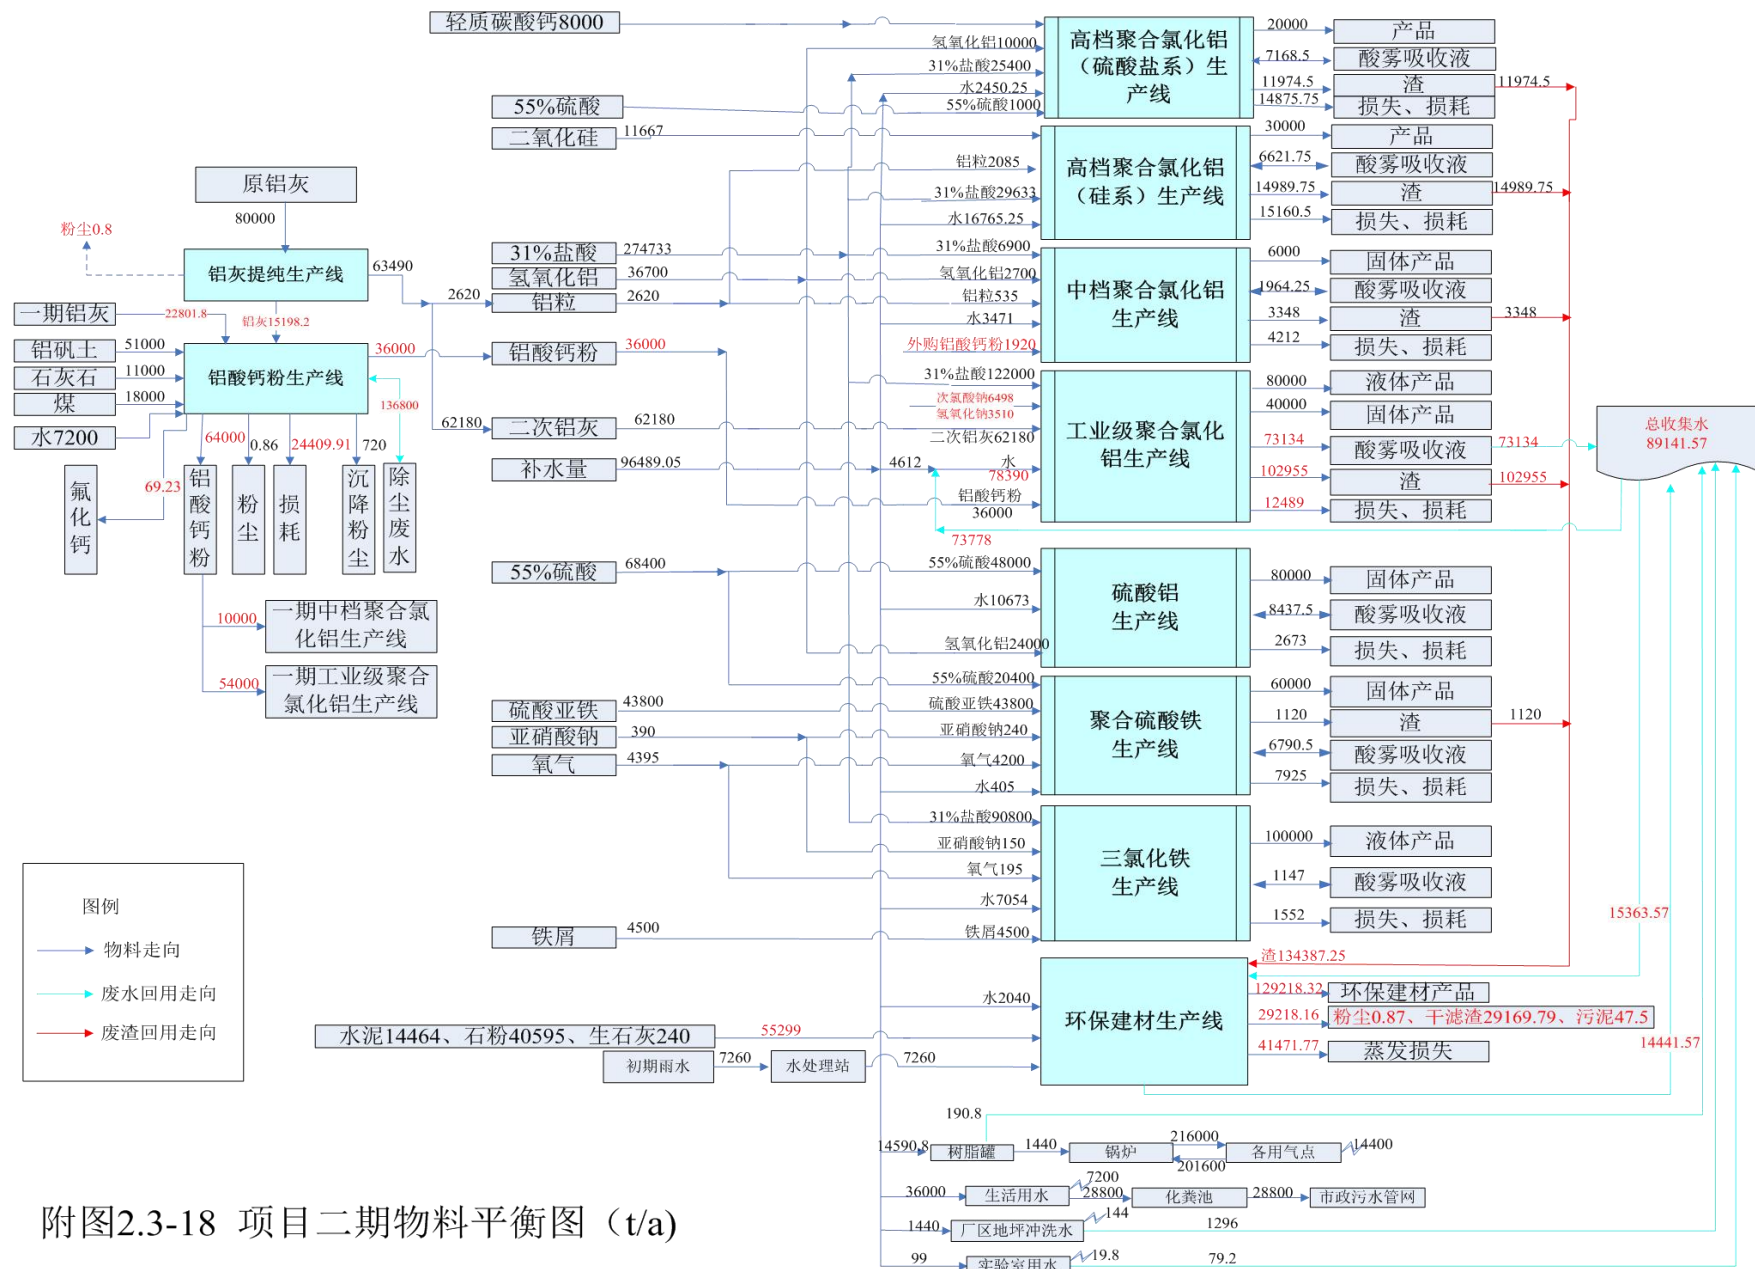 轻质碳酸钙8000
氢氧化铝10000
31%盐酸25400
水2450.25
55%硫酸
55%硫酸1000
高档聚合氯化铝
（硫酸盐系）生
产线
20000
产品
7168.5
酸雾吸收液
11974.5
渣
11974.5
14875.75
损失、损耗
二氧化硅
11667
铝粒2085
31%盐酸29633
水16765.25
高档聚合氯化铝
（硅系）生产线
30000
产品
6621.75
酸雾吸收液
14989.75
渣
14989.75
15160.5
损失、损耗
原铝灰
80000
粉尘0.8
铝灰提纯生产线
63490
2620
一期铝灰
22801.8
铝灰15198.2
铝矾土
51000
石灰石
11000
煤
18000
水7200
铝酸钙粉生产线
36000
136800
64000
0.86
24409.91
720
69.23
氟化钙
铝酸钙粉
粉尘
损耗
沉降粉尘
除尘废水
10000
一期中档聚合氯
化铝生产线
54000
一期工业级聚合
氯化铝生产线
31%盐酸
274733
氢氧化铝
36700
铝粒
2620
铝酸钙粉
36000
31%盐酸6900
氢氧化铝2700
铝粒535
水3471
外购铝酸钙粉1920
中档聚合氯化铝
生产线
6000
固体产品
1964.25
酸雾吸收液
3348
渣
3348
4212
损失、损耗
62180
二次铝灰
62180
补水量
96489.05
4612
31%盐酸122000
次氯酸钠6498
氢氧化钠3510
二次铝灰62180
水
78390
铝酸钙粉
36000
73778
工业级聚合氯化
铝生产线
80000
液体产品
40000
固体产品
73134
酸雾吸收液
73134
102955
渣
102955
12489
损失、损耗
总收集水
89141.57
55%硫酸
68400
55%硫酸48000
水10673
氢氧化铝24000
硫酸铝
生产线
80000
固体产品
8437.5
酸雾吸收液
2673
损失、损耗
硫酸亚铁
43800
亚硝酸钠
390
氧气
4395
55%硫酸20400
硫酸亚铁43800
亚硝酸钠240
氧气4200
水405
聚合硫酸铁
生产线
60000
固体产品
1120
渣
1120
6790.5
酸雾吸收液
7925
损失、损耗
31%盐酸90800
亚硝酸钠150
氧气195
水7054
铁屑
4500
铁屑4500
三氯化铁
生产线
100000
液体产品
1147
酸雾吸收液
1552
损失、损耗
15363.57
图例
物料走向
废水回用走向
废渣回用走向
渣134387.25
水2040
水泥14464、石粉40595、生石灰240
55299
初期雨水
7260
水处理站
7260
环保建材生产线
129218.32
环保建材产品
29218.16
粉尘0.87、干滤渣29169.79、污泥47.5
41471.77
蒸发损失
14441.57
190.8
14590.8
树脂罐
1440
锅炉
216000
201600
各用气点
14400
36000
生活用水
7200
28800
化粪池
28800
市政污水管网
1440
厂区地坪冲洗水
144
1296
99
实验室用水
19.8
79.2
附图2.3-18 项目二期物料平衡图（t/a)